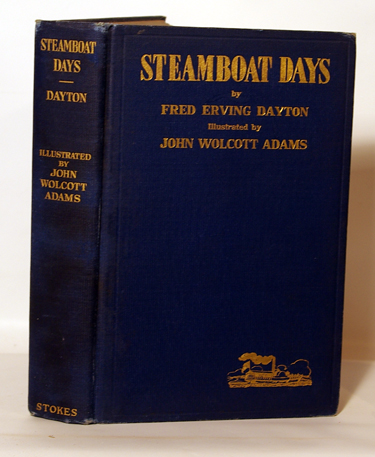 STEAMBOAT
DAYS
DAYTON
ILLUSTRATED
BY
JOHN
WOLCOTT
ADAMS
STOKES
STEAMBOAT DAYS
by
FRED ERVING DAYTON
Illustrated by
JOHN WOLCOTT ADAMS